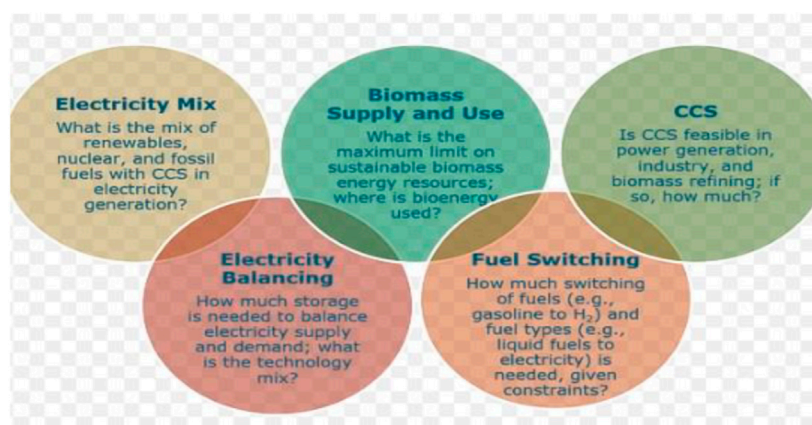 Electricity Mix
What is the mix of
renewables,
nuclear, and fossil
fuels with CCS in
electricity
generation?
Biomass
Supply and Use
What is the
maximum limit on
sustainable biomass
energy resources;
where is bioenergy
used?
CCS
Is CCS feasible in
power generation,
industry, and
biomass refining; if
so, how much?
Electricity
Balancing
How much storage
is needed to balance
electricity supply
and demand; what
is the technology
mix?
Fuel Switching
How much switching
of fuels (e.g.,
gasoline to H₂) and
fuel types (e.g.,
liquid fuels to
electricity) is
needed, given
constraints?